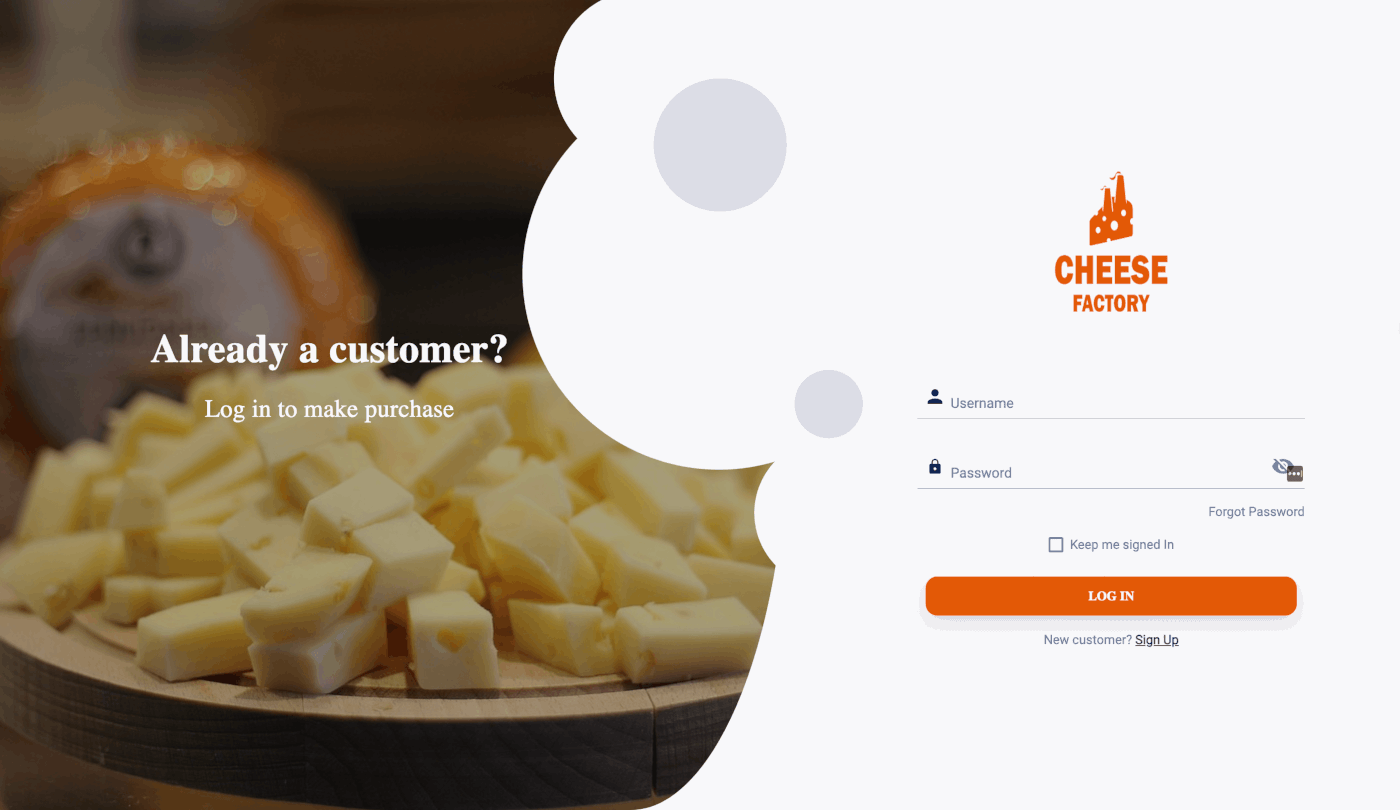 Already a customer?
Log in to make purchase
CHEESE
FACTORY
Username
Password
Forgot Password
Keep me signed In
LOG IN
New customer? Sign Up